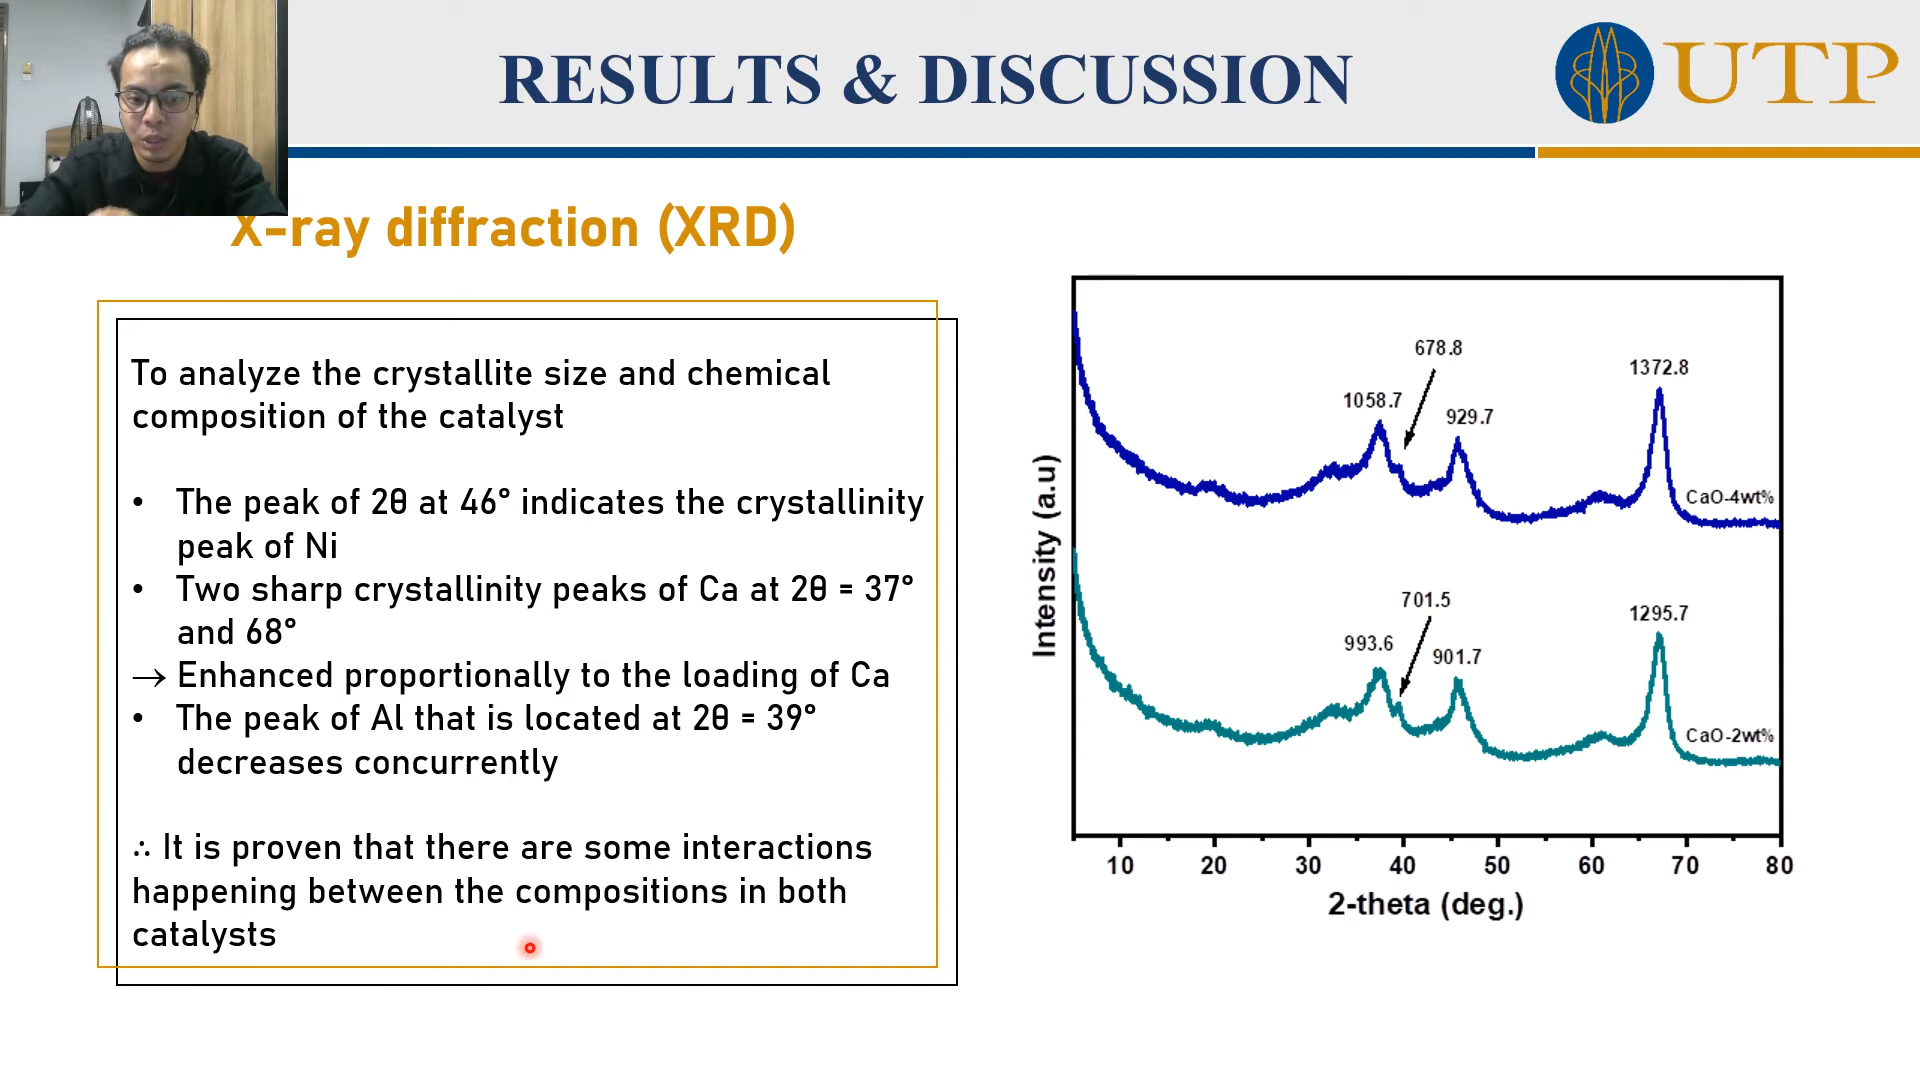 RESULTS & DISCUSSION
UTP
X-ray diffraction (XRD)
To analyze the crystallite size and chemical
composition of the catalyst
• The peak of 2θ at 46° indicates the crystallinity
peak of Ni
• Two sharp crystallinity peaks of Ca at 2θ = 37°
and 68°
→ Enhanced proportionally to the loading of Ca
• The peak of Al that is located at 2θ = 39°
decreases concurrently
∴ It is proven that there are some interactions
happening between the compositions in both
catalysts
678.8
1372.8
1058.7
929.7
CaO-4wt%
701.5
1295.7
993.6
901.7
CaO-2wt%
Intensity (a.u)
10 20 30 40 50 60 70 80
2-theta (deg.)